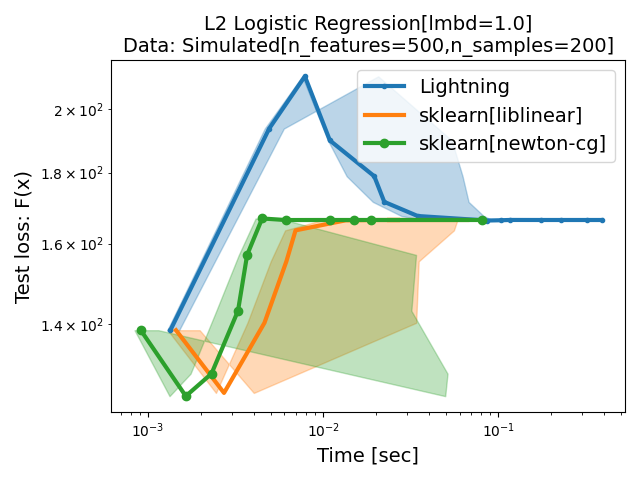 L2 Logistic Regression[lmbd=1.0]
Data: Simulated[n_features=500,n_samples=200]
Lightning
sklearn[liblinear]
sklearn[newton-cg]
Test loss: F(x)
2 × 10²
1.8 × 10²
1.6 × 10²
1.4 × 10²
10⁻³
10⁻²
10⁻¹
Time [sec]